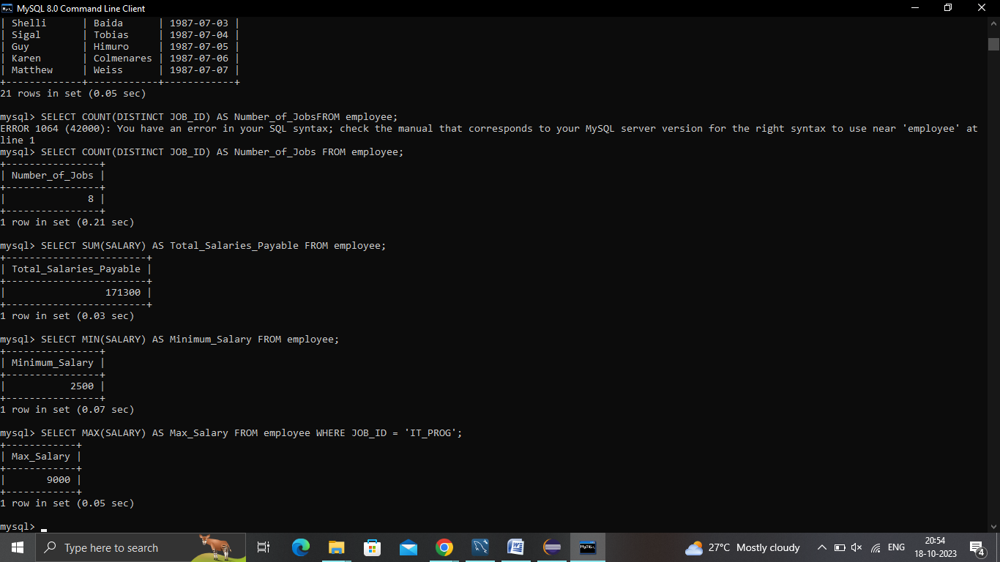 MySQL 8.0 Command Line Client
| Shelli      | Baida      | 1987-07-03 |
| Sigal       | Tobias     | 1987-07-04 |
| Guy         | Himuro     | 1987-07-05 |
| Karen       | Colmenares | 1987-07-06 |
| Matthew     | Weiss      | 1987-07-07 |
+-------------+------------+------------+
21 rows in set (0.05 sec)
mysql> SELECT COUNT(DISTINCT JOB_ID) AS Number_of_JobsFROM employee;
ERROR 1064 (42000): You have an error in your SQL syntax; check the manual that corresponds to your MySQL server version for the right syntax to use near 'employee' at
line 1
mysql> SELECT COUNT(DISTINCT JOB_ID) AS Number_of_Jobs FROM employee;
+----------------+
| Number_of_Jobs |
+----------------+
|              8 |
+----------------+
1 row in set (0.21 sec)
mysql> SELECT SUM(SALARY) AS Total_Salaries_Payable FROM employee;
+------------------------+
| Total_Salaries_Payable |
+------------------------+
|                 171300 |
+------------------------+
1 row in set (0.03 sec)
mysql> SELECT MIN(SALARY) AS Minimum_Salary FROM employee;
+----------------+
| Minimum_Salary |
+----------------+
|           2500 |
+----------------+
1 row in set (0.07 sec)
mysql> SELECT MAX(SALARY) AS Max_Salary FROM employee WHERE JOB_ID = 'IT_PROG';
+------------+
| Max_Salary |
+------------+
|       9000 |
+------------+
1 row in set (0.05 sec)
mysql>
Type here to search
27°C Mostly cloudy
ENG
20:54
18-10-2023
4